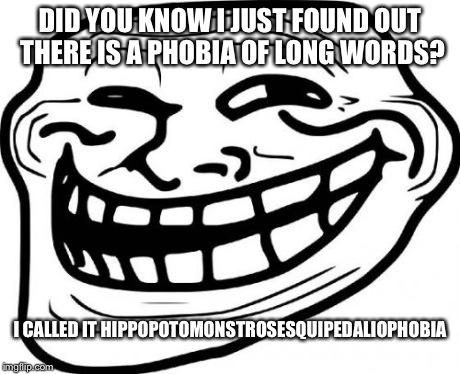 DID YOU KNOW I JUST FOUND OUT
THERE IS A PHOBIA OF LONG WORDS?
I CALLED IT HIPPOPOTOMONSTROSESQUIPEDALIOPHOBIA
imgflip.com